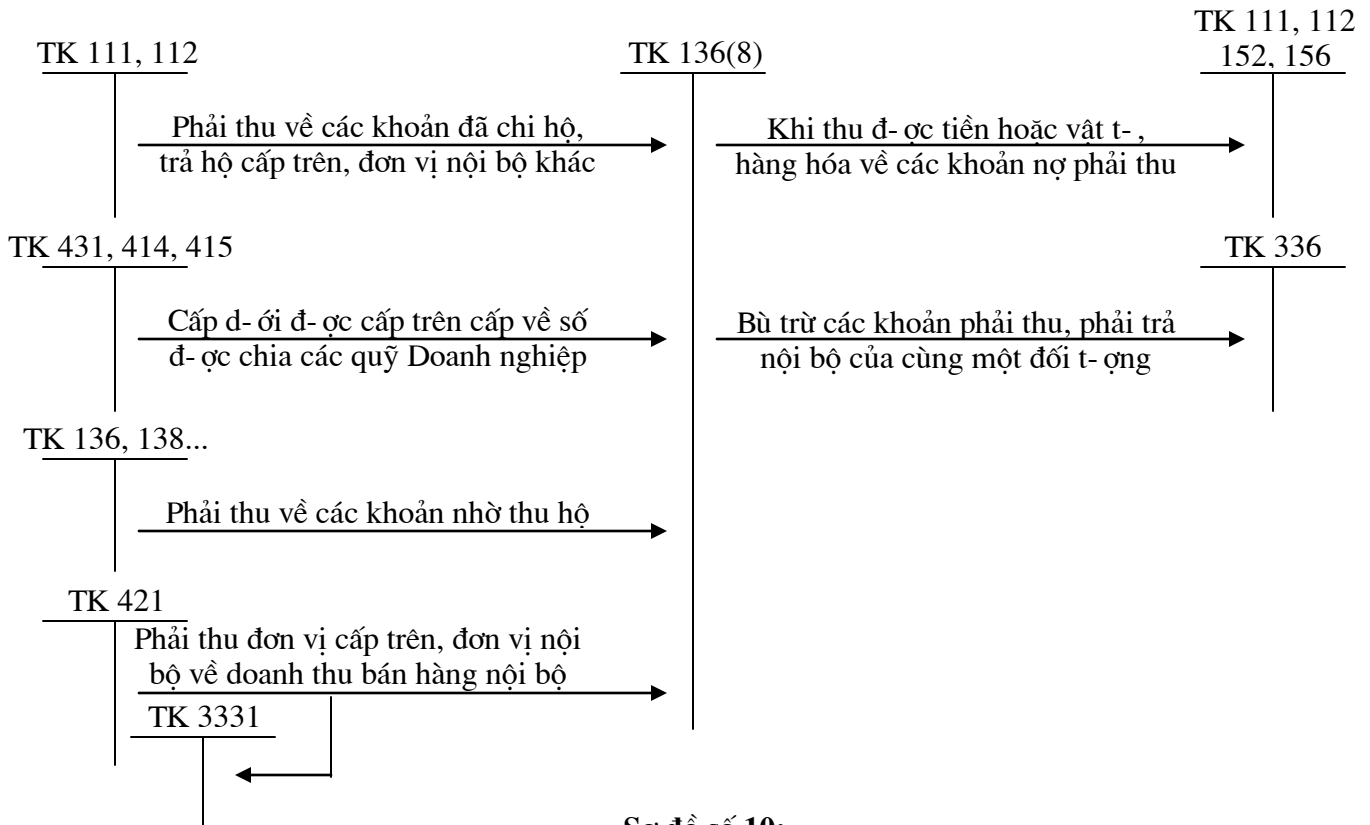 TK 111, 112
TK 136(8)
TK 111, 112
152, 156
Phải thu về các khoản đã chi hộ,
trả hộ cấp trên, đơn vị nội bộ khác
Khi thu đ- ợc tiền hoặc vật t- ,
hàng hóa về các khoản nợ phải thu
TK 431, 414, 415
TK 336
Cấp d- ới đ- ợc cấp trên cấp về số
đ- ợc chia các quỹ Doanh nghiệp
Bù trừ các khoản phải thu, phải trả
nội bộ của cùng một đối t- ợng
TK 136, 138...
Phải thu về các khoản nhờ thu hộ
TK 421
Phải thu đơn vị cấp trên, đơn vị nội
bộ về doanh thu bán hàng nội bộ
TK 3331
Sơ đồ số 10: